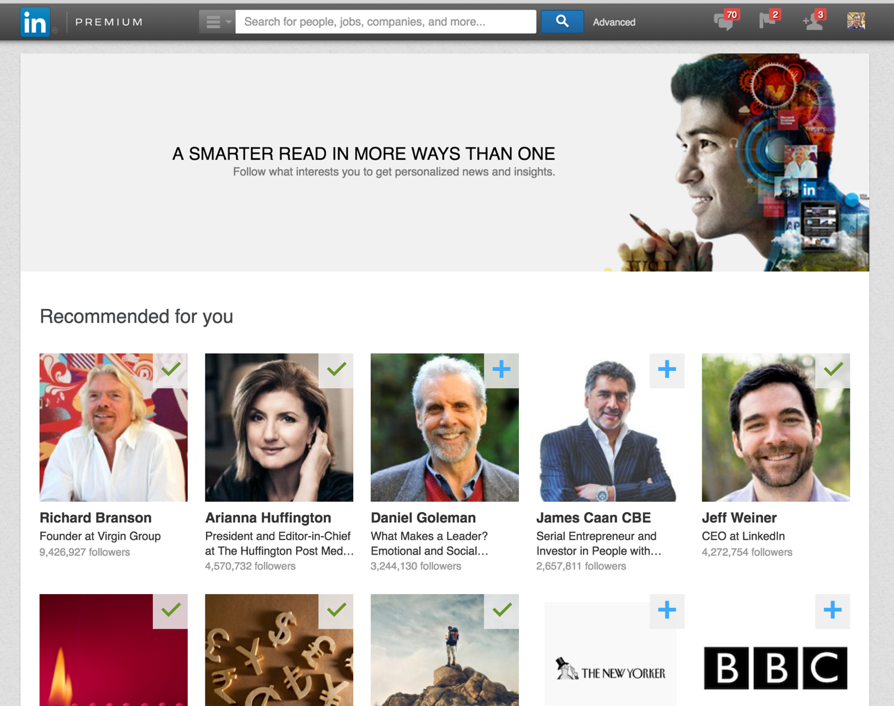 in PREMIUM
Search for people, jobs, companies, and more...
Advanced
70
2
3
A SMARTER READ IN MORE WAYS THAN ONE
Follow what interests you to get personalized news and insights.
in
WSJ
Recommended for you
Richard Branson
Founder at Virgin Group
9,426,927 followers
Arianna Huffington
President and Editor-in-Chief
at The Huffington Post Med...
4,570,732 followers
Daniel Goleman
What Makes a Leader?
Emotional and Social...
3,244,130 followers
James Caan CBE
Serial Entrepreneur and
Investor in People with...
2,657,811 followers
Jeff Weiner
CEO at LinkedIn
4,272,754 followers
THE NEW YORKER
BBC